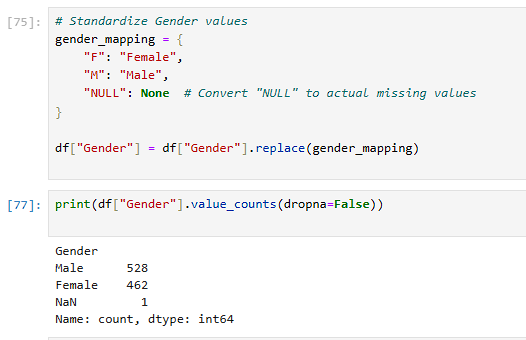 [75]: # Standardize Gender values
gender_mapping = {
    "F": "Female",
    "M": "Male",
    "NULL": None  # Convert "NULL" to actual missing values
}
df["Gender"] = df["Gender"].replace(gender_mapping)
[77]: print(df["Gender"].value_counts(dropna=False))
Gender
Male      528
Female    462
NaN         1
Name: count, dtype: int64